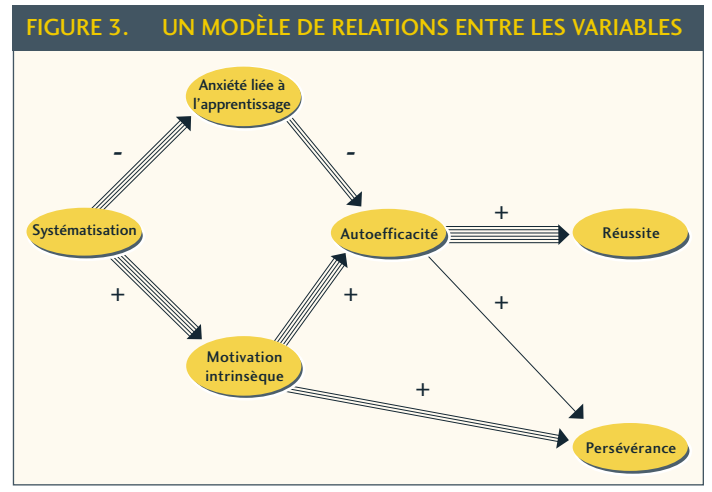 FIGURE 3. UN MODÈLE DE RELATIONS ENTRE LES VARIABLES
Anxiété liée à
l'apprentissage
-
-
Systématisation
Autoefficacité
+
Réussite
+
+
+
Motivation
intrinsèque
+
Persévérance